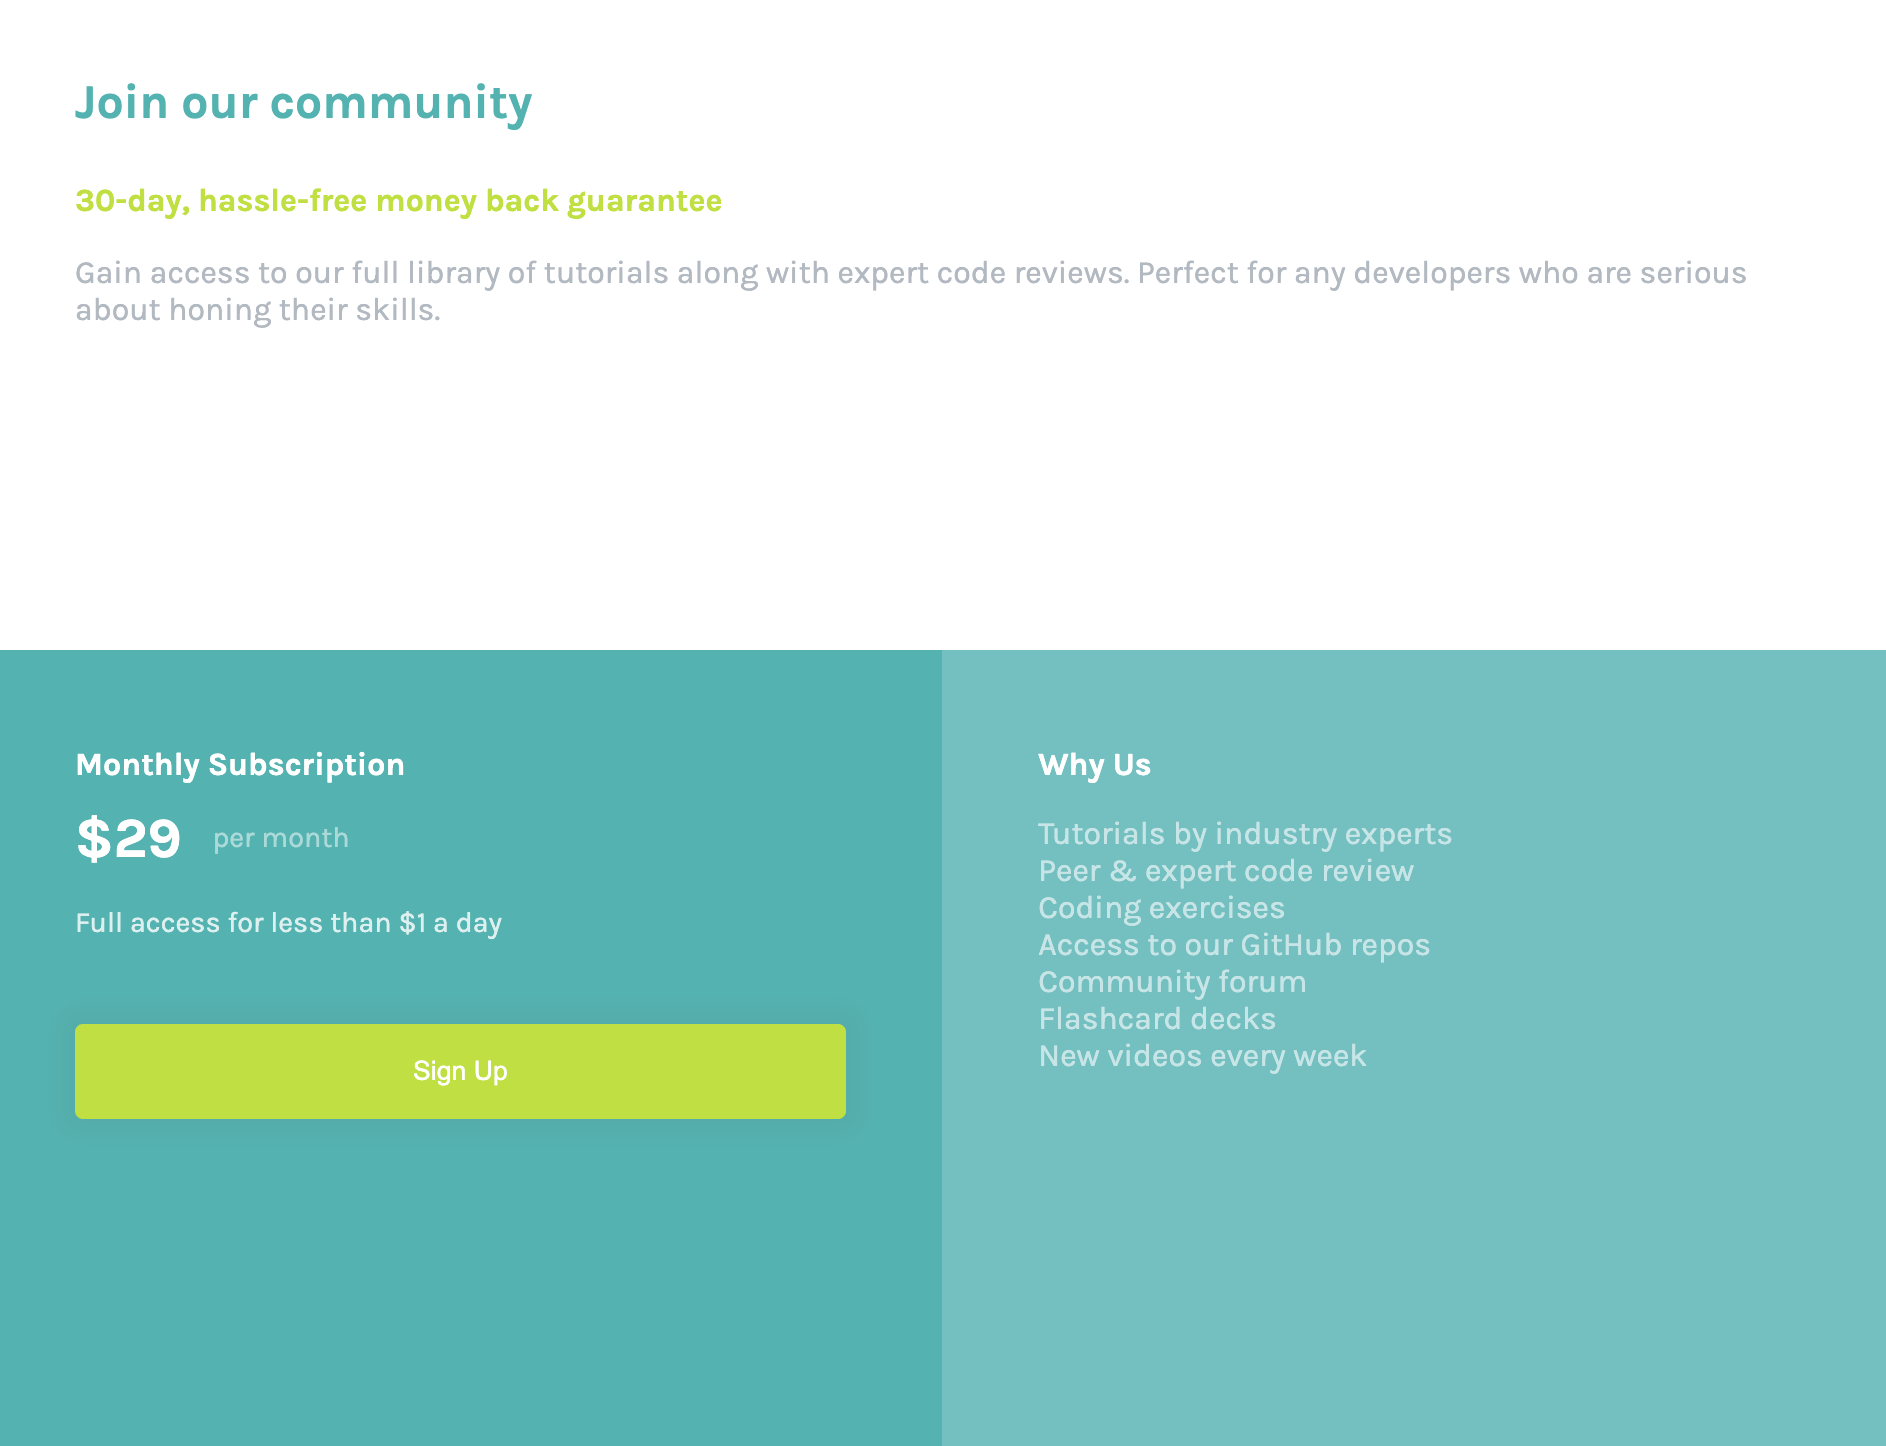 Join our community
30-day, hassle-free money back guarantee
Gain access to our full library of tutorials along with expert code reviews. Perfect for any developers who are serious
about honing their skills.
Monthly Subscription
$29 per month
Full access for less than $1 a day
Sign Up
Why Us
Tutorials by industry experts
Peer & expert code review
Coding exercises
Access to our GitHub repos
Community forum
Flashcard decks
New videos every week